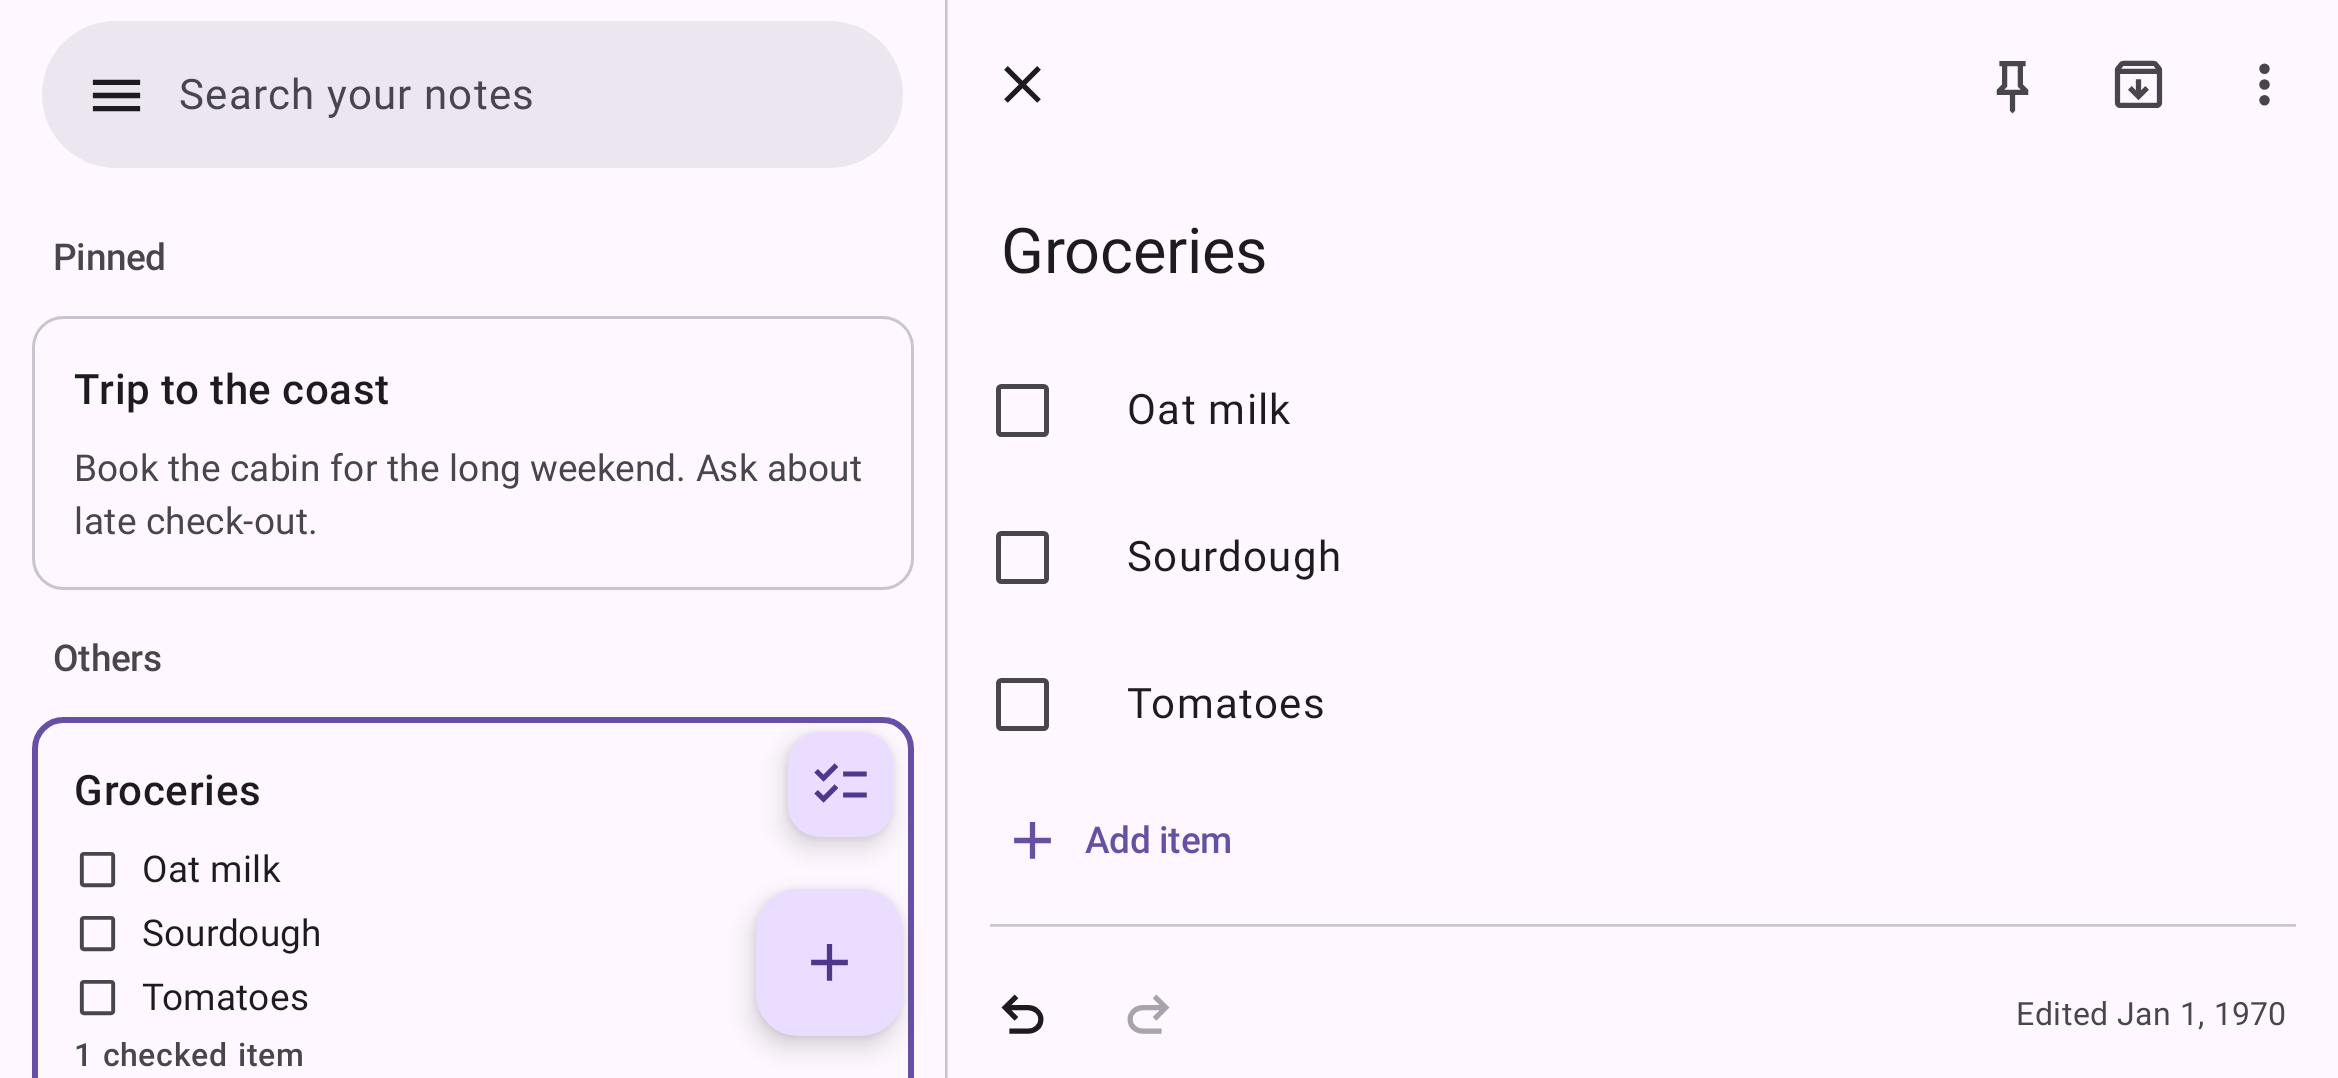 Search your notes
Pinned
Trip to the coast
Book the cabin for the long weekend. Ask about
late check-out.
Others
Groceries
Oat milk
Sourdough
Tomatoes
1 checked item
Groceries
Oat milk
Sourdough
Tomatoes
Add item
Edited Jan 1, 1970